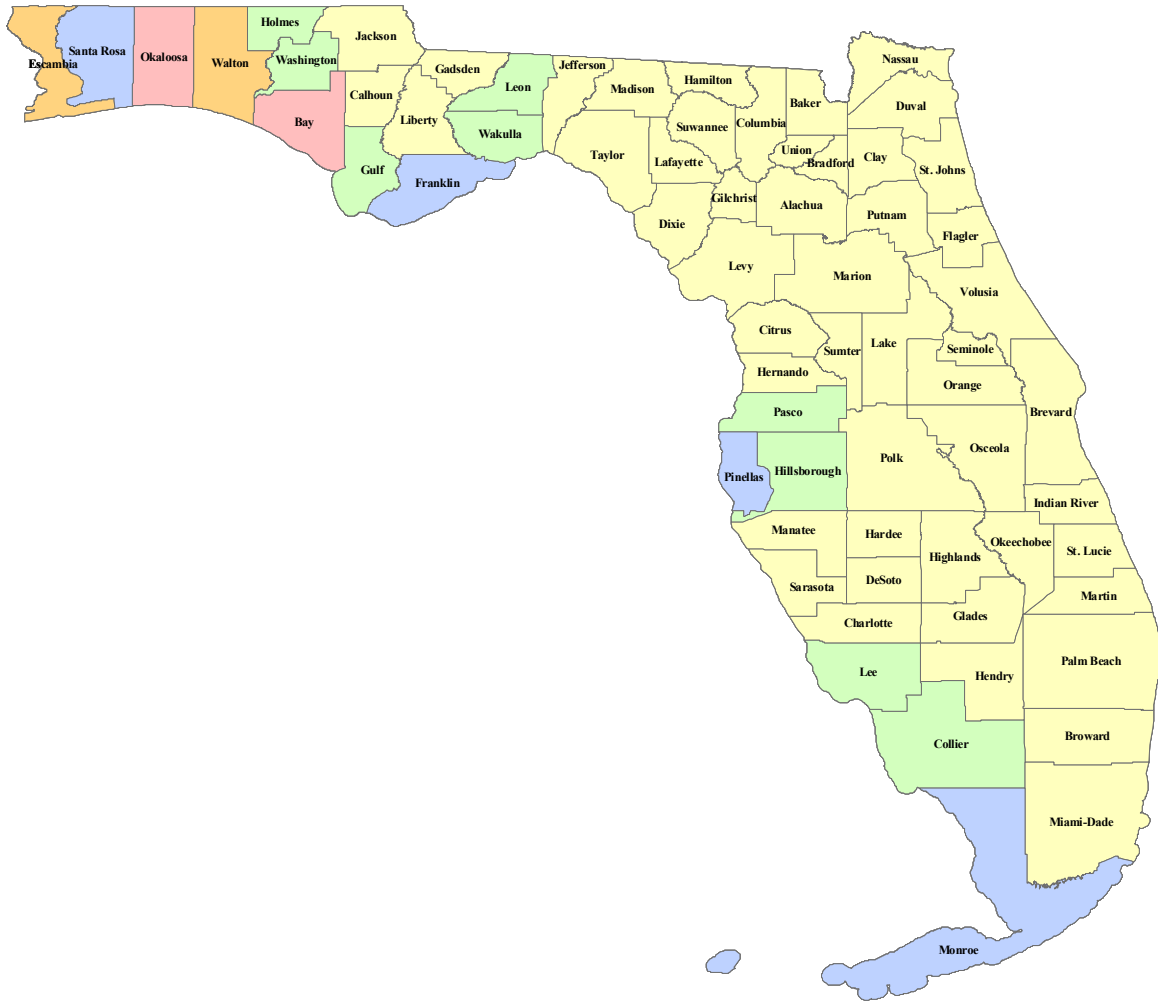 Holmes
Jackson
Santa Rosa
Okaloosa
Escambia
Walton
Washington
Gadsden
Jefferson
Nassau
Leon
Hamilton
Madison
Calhoun
Baker
Duval
Bay
Liberty
Columbia
Suwannee
Wakulla
Union
Taylor
Lafayette
Bradford
Clay
Gulf
St. Johns
Franklin
Gilchrist
Alachua
Putnam
Dixie
Flagler
Levy
Marion
Volusia
Citrus
Lake
Sumter
Seminole
Hernando
Orange
Pasco
Brevard
Osceola
Polk
Hillsborough
Pinellas
Indian River
Manatee
Hardee
Okeechobee
St. Lucie
Highlands
DeSoto
Sarasota
Martin
Glades
Charlotte
Palm Beach
Lee
Hendry
Broward
Collier
Miami-Dade
Monroe